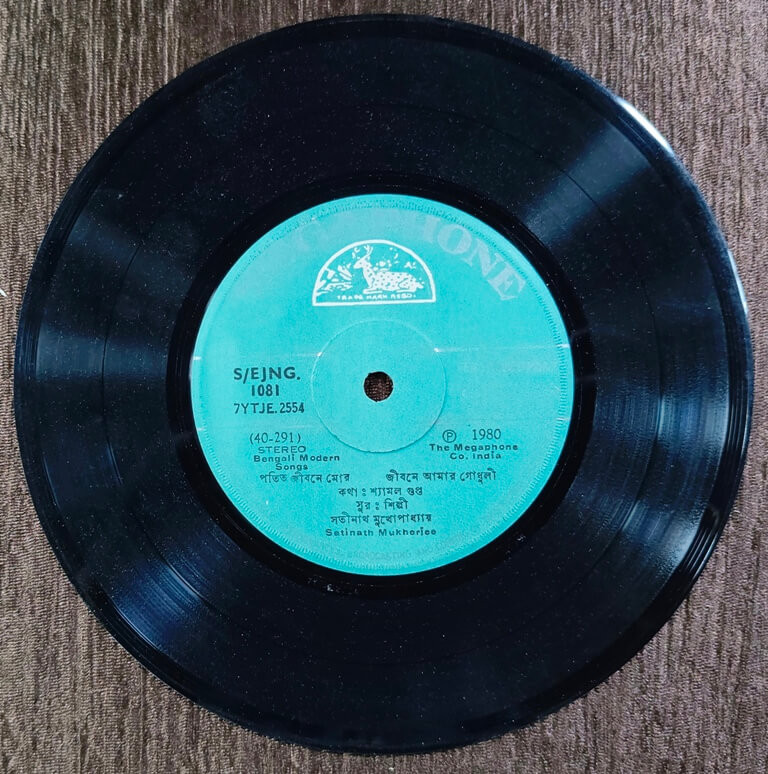 PHONE
TRADE MARK REGD.
S/EJNG.
1081
7YTJE.2554
(40-291)
STEREO
Bengali Modern
Songs
℗ 1980
The Megaphone
Co. India
পতিত জীবনে মোর জীবনে আমার গোধুলী
কথা : শ্যামল গুপ্ত
সুর : শিল্পী
সতীনাথ মুখোপাধ্যায়
Satinath Mukherjee